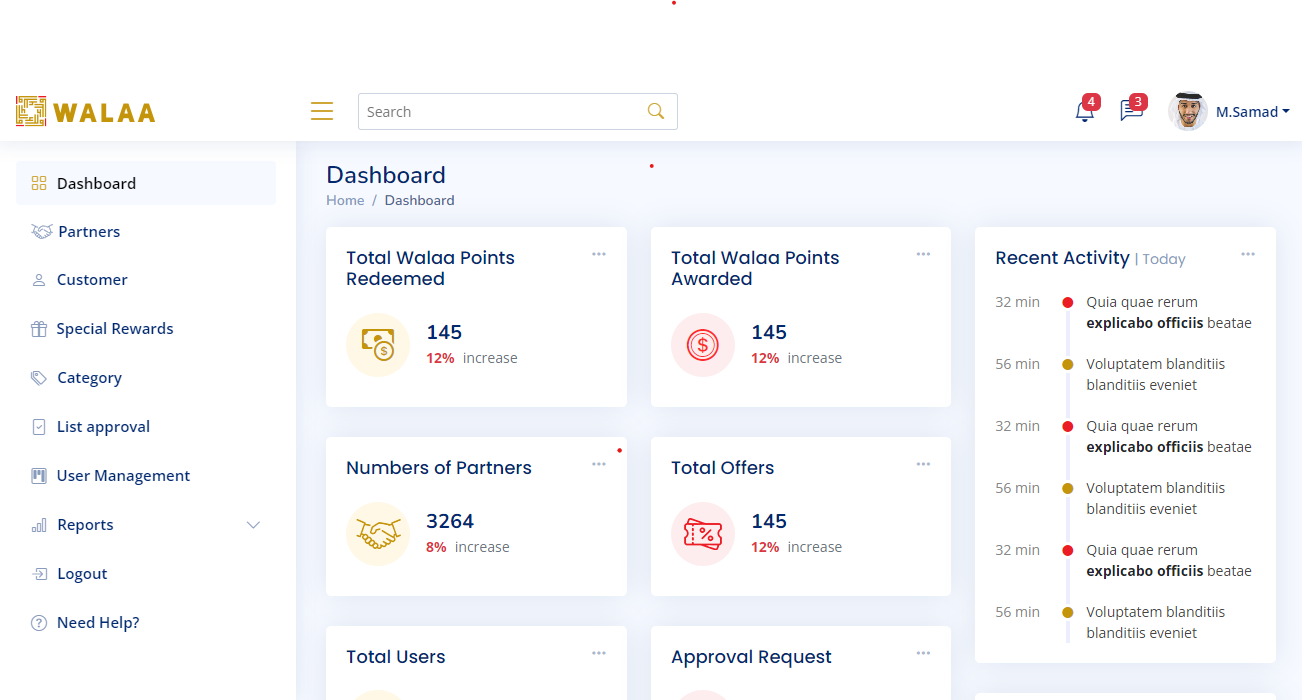 WALAA
Search
4
3
M.Samad
Dashboard
Partners
Customer
Special Rewards
Category
List approval
User Management
Reports
Logout
Need Help?
Dashboard
Home / Dashboard
Total Walaa Points
Redeemed
145
12% increase
Total Walaa Points
Awarded
145
12% increase
Numbers of Partners
3264
8% increase
Total Offers
145
12% increase
Total Users
Approval Request
Recent Activity | Today
32 min Quia quae rerum
explicabo officiis beatae
56 min Voluptatem blanditiis
blanditiis eveniet
32 min Quia quae rerum
explicabo officiis beatae
56 min Voluptatem blanditiis
blanditiis eveniet
32 min Quia quae rerum
explicabo officiis beatae
56 min Voluptatem blanditiis
blanditiis eveniet